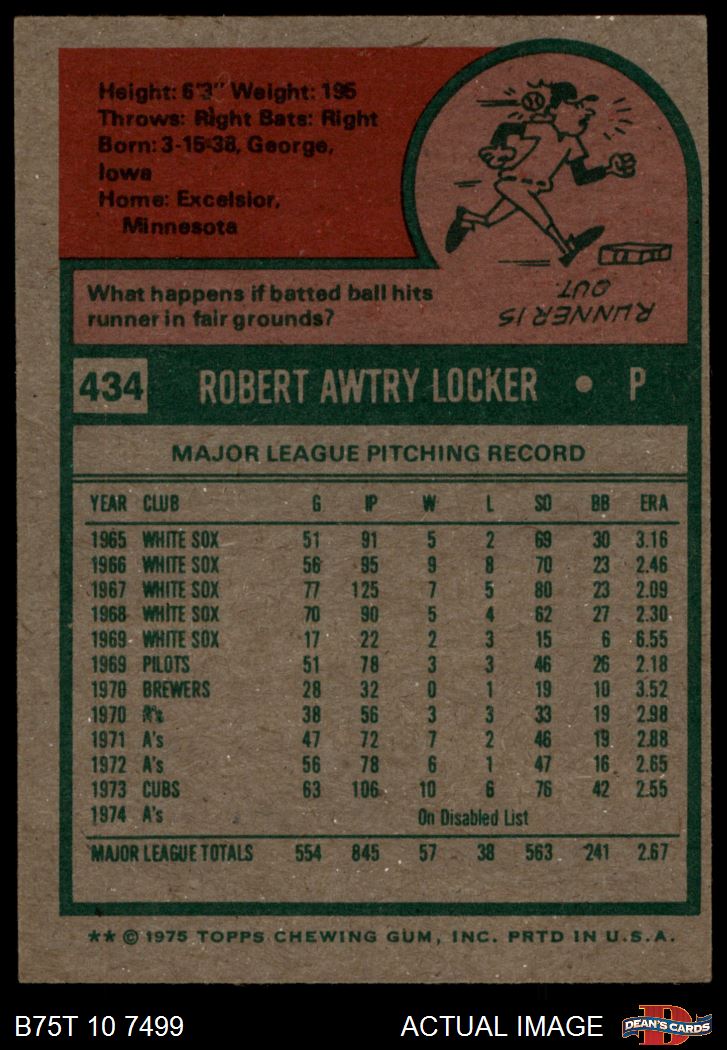 Height: 6'3" Weight: 195
Throws: Right Bats: Right
Born: 3-15-38, George,
Iowa
Home: Excelsior,
Minnesota
What happens if batted ball hits
runner in fair grounds?
RUNNER IS
OUT.
434 ROBERT AWTRY LOCKER • P
MAJOR LEAGUE PITCHING RECORD
YEAR CLUB G IP W L SO BB ERA
1965 WHITE SOX 51 91 5 2 69 30 3.16
1966 WHITE SOX 56 95 9 8 70 23 2.46
1967 WHITE SOX 77 125 7 5 80 23 2.09
1968 WHITE SOX 70 90 5 4 62 27 2.30
1969 WHITE SOX 17 22 2 3 15 6 6.55
1969 PILOTS 51 78 3 3 46 26 2.18
1970 BREWERS 28 32 0 1 19 10 3.52
1970 A's 38 56 3 3 33 19 2.98
1971 A's 47 72 7 2 46 19 2.88
1972 A's 56 78 6 1 47 16 2.65
1973 CUBS 63 106 10 6 76 42 2.55
1974 A's On Disabled List
MAJOR LEAGUE TOTALS 554 845 57 38 563 241 2.67
** © 1975 TOPPS CHEWING GUM, INC. PRTD IN U.S.A.
B75T 10 7499 ACTUAL IMAGE
D
DEAN'S CARDS